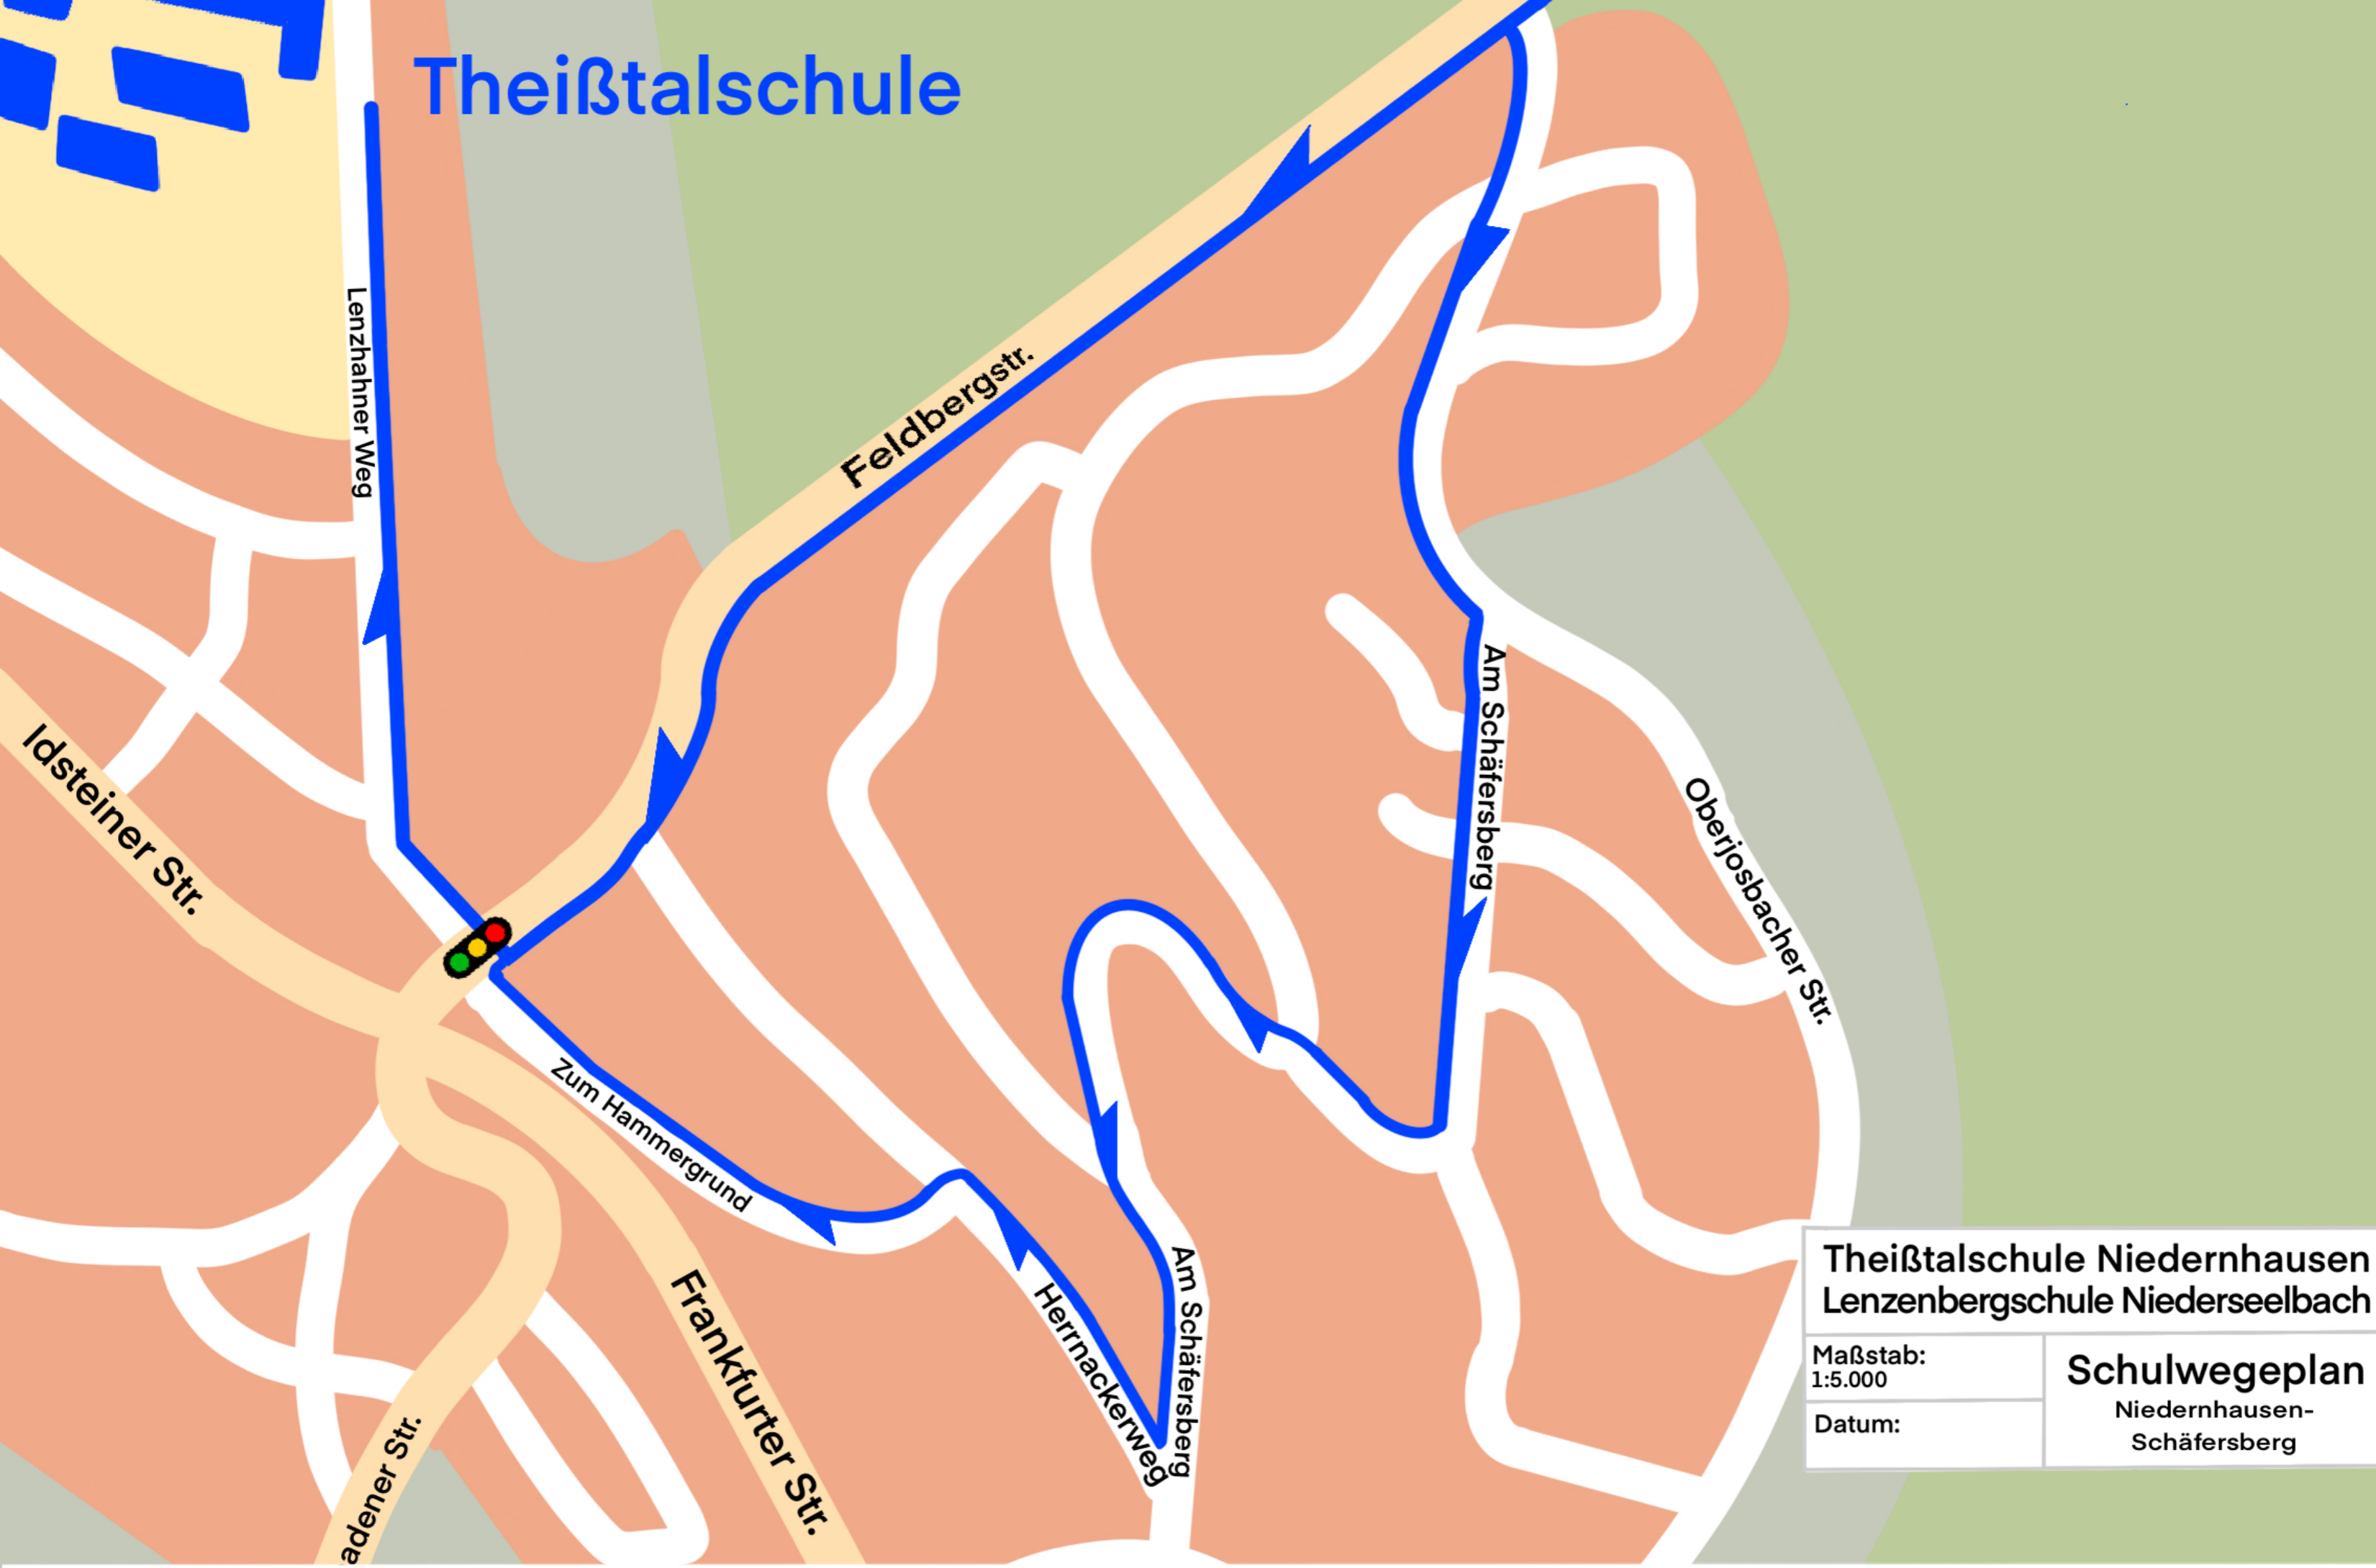 Theißtalschule
Lenzhahner Weg
Feldbergstr.
Idsteiner Str.
Am Schäfersberg
Oberjosbacher Str.
Zum Hammergrund
Herrnackerweg
Am Schäfersberg
Frankfurter Str.
adener Str.
Theißtalschule Niedernhausen
Lenzenbergschule Niederseelbach
Maßstab:
1:5.000
Datum:
Schulwegeplan
Niedernhausen-
Schäfersberg